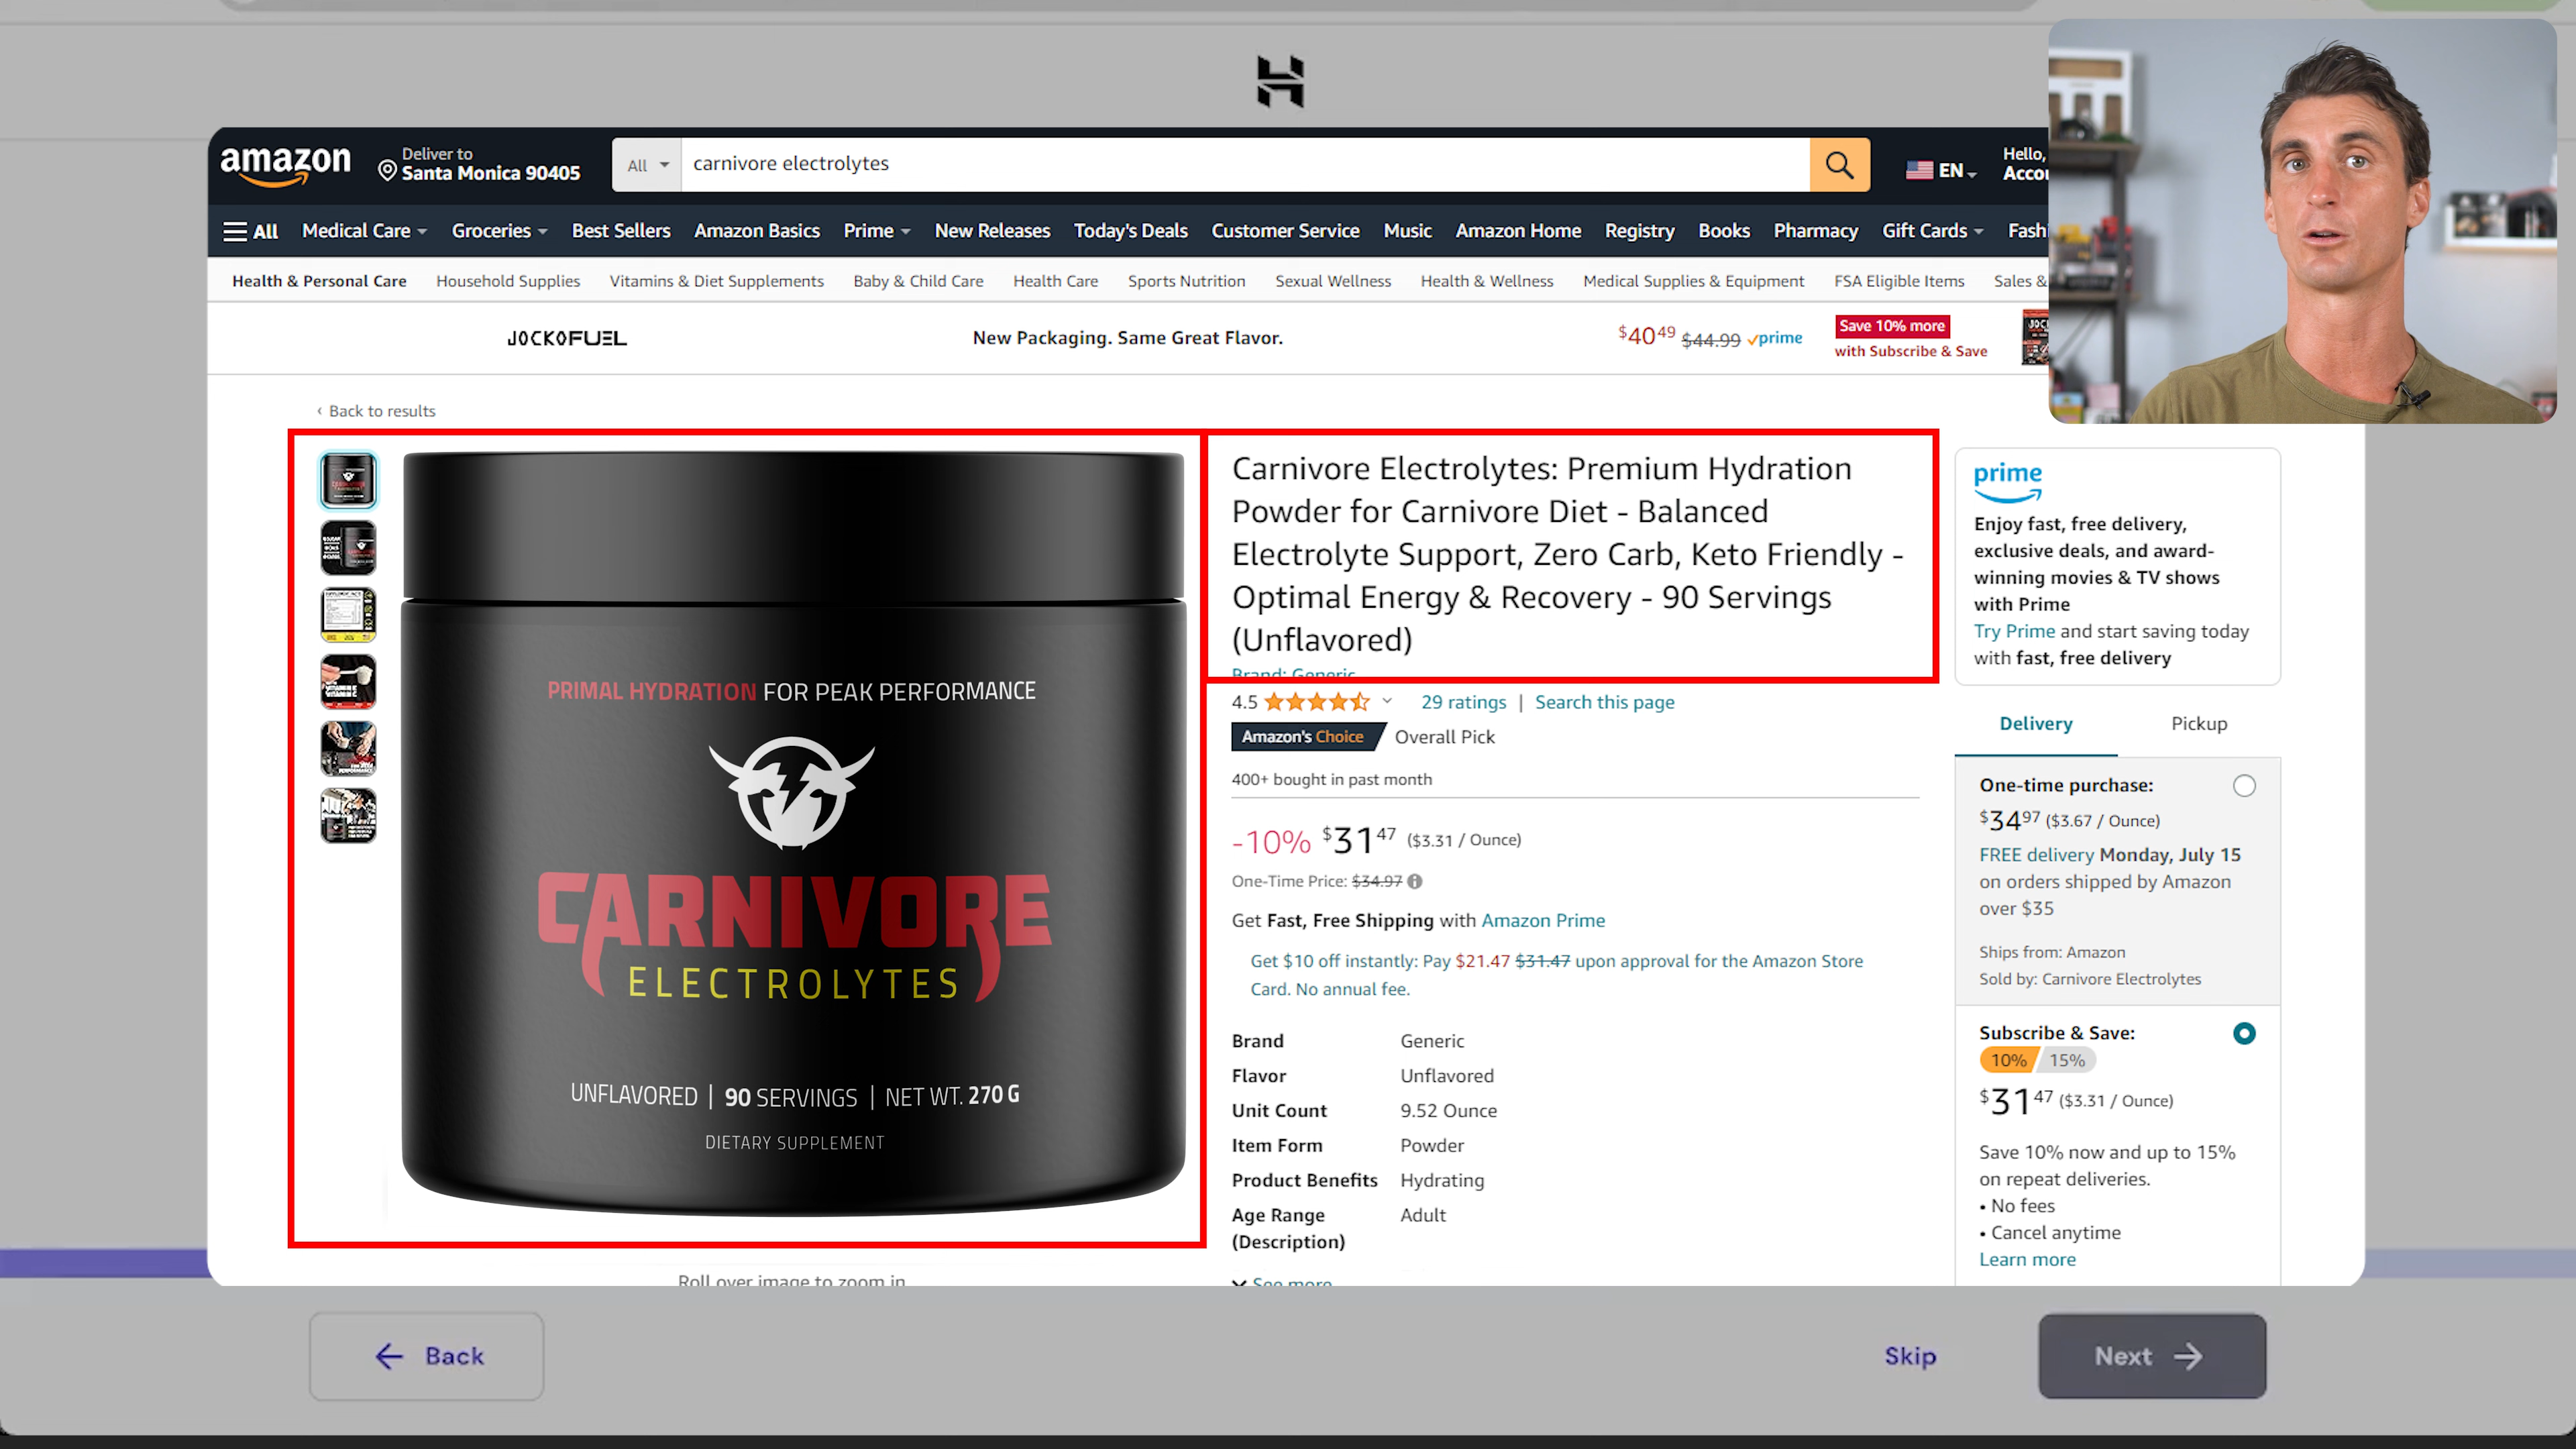 amazon
Deliver to
Santa Monica 90405
All
carnivore electrolytes
EN
Hello,
All
Medical Care
Groceries
Best Sellers
Amazon Basics
Prime
New Releases
Today's Deals
Customer Service
Music
Amazon Home
Registry
Books
Pharmacy
Gift Cards
Health & Personal Care
Household Supplies
Vitamins & Diet Supplements
Baby & Child Care
Health Care
Sports Nutrition
Sexual Wellness
Health & Wellness
Medical Supplies & Equipment
FSA Eligible Items
Sales &
JOCKOFUEL
New Packaging. Same Great Flavor.
$40.49 $44.99 prime
Save 10% more
with Subscribe & Save
‹ Back to results
PRIMAL HYDRATION FOR PEAK PERFORMANCE
CARNIVORE
ELECTROLYTES
UNFLAVORED | 90 SERVINGS | NET WT. 270 G
DIETARY SUPPLEMENT
Roll over image to zoom in
Carnivore Electrolytes: Premium Hydration
Powder for Carnivore Diet - Balanced
Electrolyte Support, Zero Carb, Keto Friendly -
Optimal Energy & Recovery - 90 Servings
(Unflavored)
Brand: Generic
4.5 29 ratings | Search this page
Amazon's Choice Overall Pick
400+ bought in past month
-10% $31.47 ($3.31 / Ounce)
One-Time Price: $34.97
Get Fast, Free Shipping with Amazon Prime
Get $10 off instantly: Pay $21.47 $31.47 upon approval for the Amazon Store
Card. No annual fee.
Brand Generic
Flavor Unflavored
Unit Count 9.52 Ounce
Item Form Powder
Product Benefits Hydrating
Age Range Adult
(Description)
See more
prime
Enjoy fast, free delivery,
exclusive deals, and award-
winning movies & TV shows
with Prime
Try Prime and start saving today
with fast, free delivery
Delivery
Pickup
One-time purchase:
$34.97 ($3.67 / Ounce)
FREE delivery Monday, July 15
on orders shipped by Amazon
over $35
Ships from: Amazon
Sold by: Carnivore Electrolytes
Subscribe & Save:
10% 15%
$31.47 ($3.31 / Ounce)
Save 10% now and up to 15%
on repeat deliveries.
• No fees
• Cancel anytime
Learn more
Back
Skip
Next